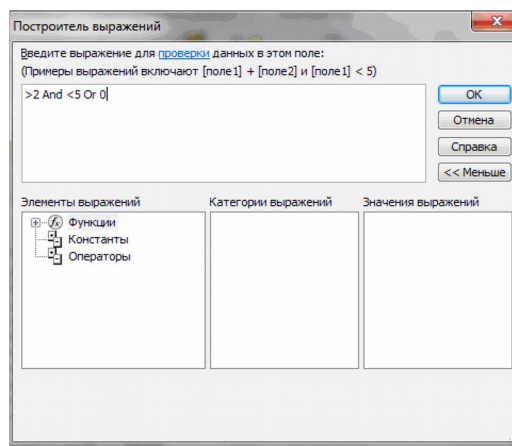 Построитель выражений
Введите выражение для проверки данных в этом поле:
(Примеры выражений включают [поле1] + [поле2] и [поле1] < 5)
>2 And <5 Or 0
ОК
Отмена
Справка
<< Меньше
Элементы выражений Категории выражений Значения выражений
Функции
Константы
Операторы